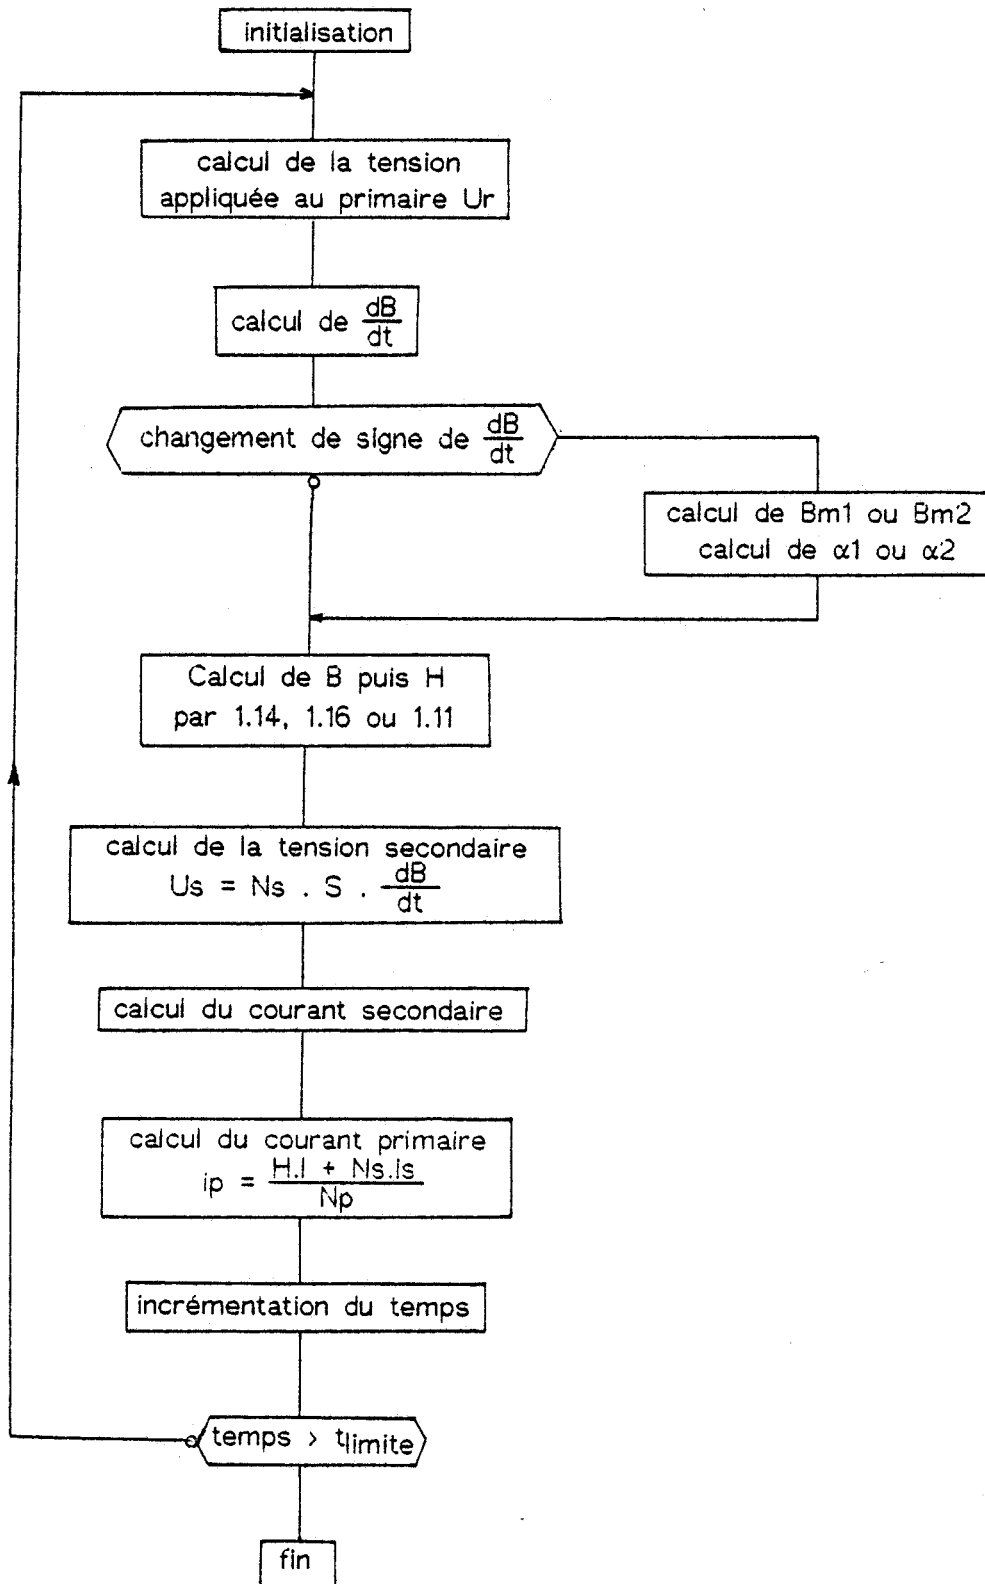 initialisation
calcul de la tension
appliquée au primaire Ur
calcul de dB/dt
changement de signe de dB/dt
calcul de Bm1 ou Bm2
calcul de α1 ou α2
Calcul de B puis H
par 1.14, 1.16 ou 1.11
calcul de la tension secondaire
Us = Ns . S . dB/dt
calcul du courant secondaire
calcul du courant primaire
ip = H.l + Ns.Is / Np
incrémentation du temps
temps > tlimite
fin